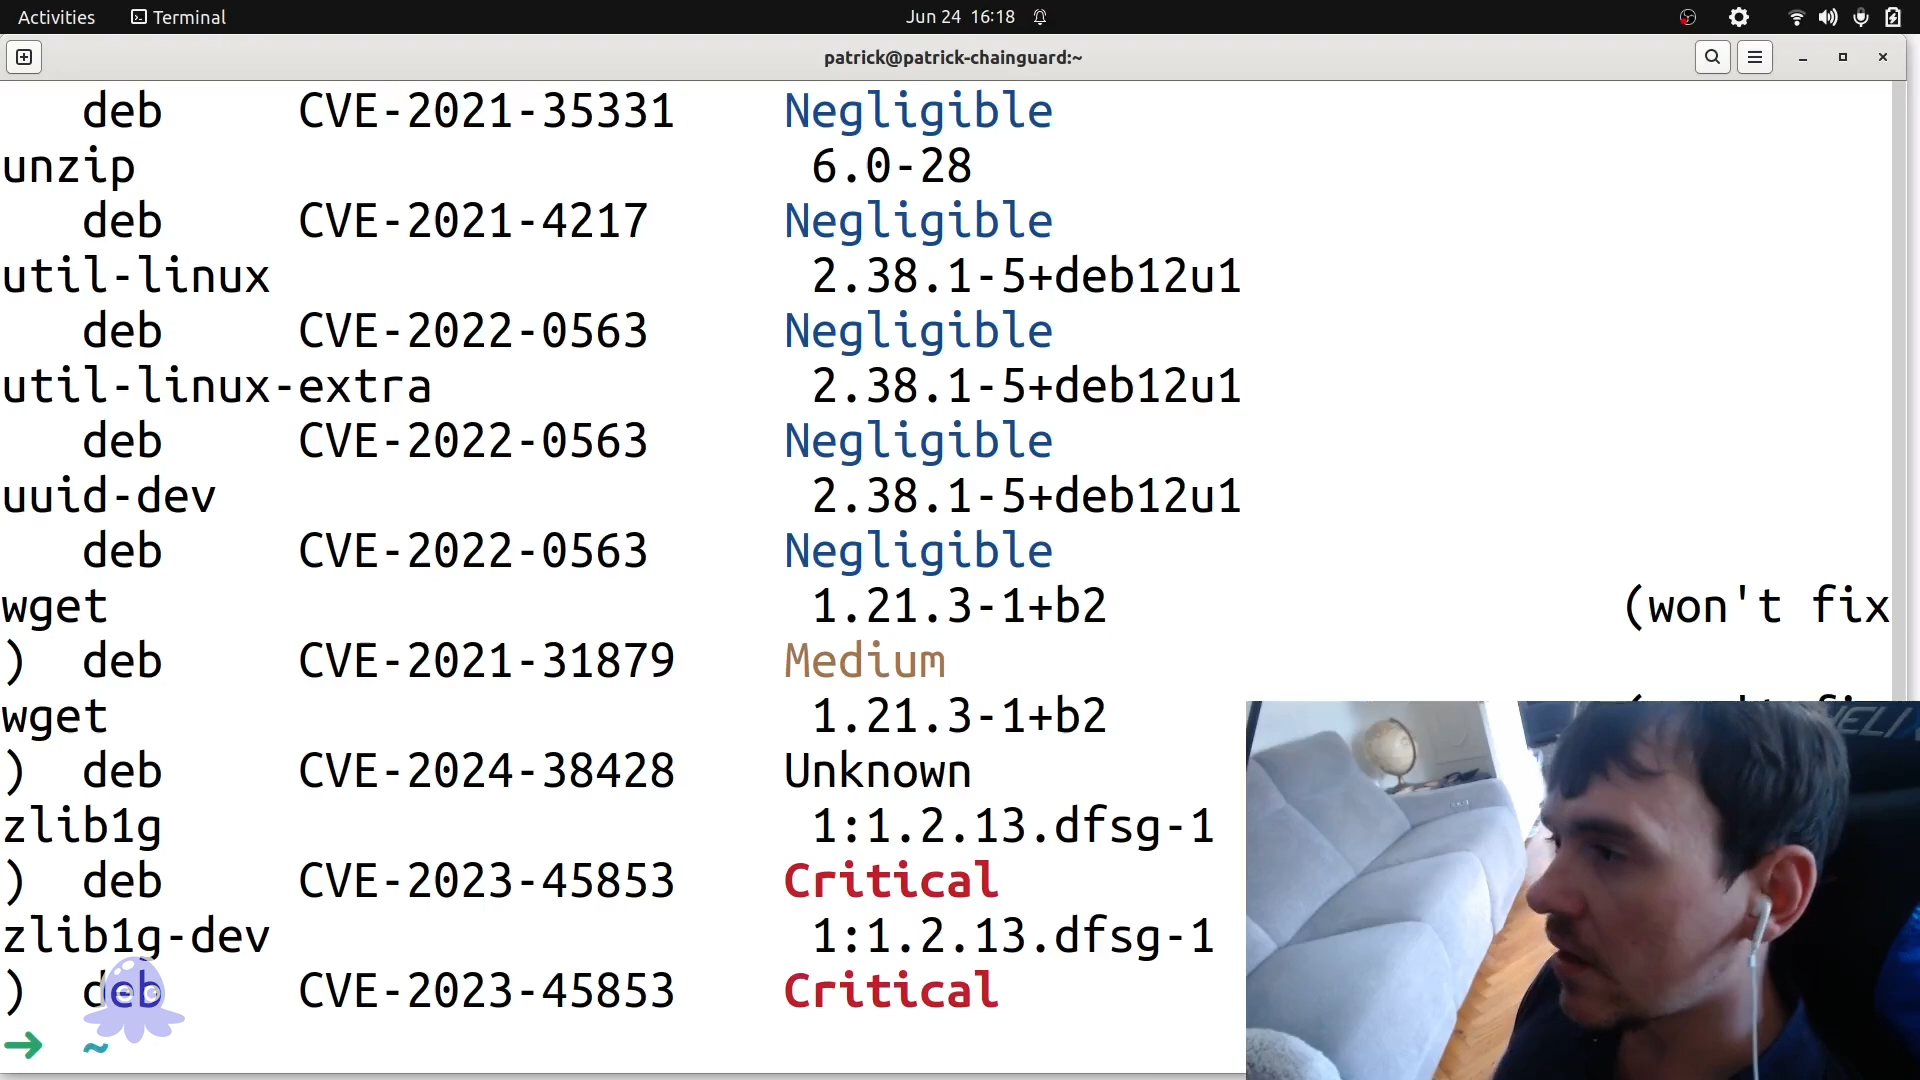 Activities Terminal Jun 24 16:18
patrick@patrick-chainguard:~
deb CVE-2021-35331 Negligible
unzip 6.0-28
deb CVE-2021-4217 Negligible
util-linux 2.38.1-5+deb12u1
deb CVE-2022-0563 Negligible
util-linux-extra 2.38.1-5+deb12u1
deb CVE-2022-0563 Negligible
uuid-dev 2.38.1-5+deb12u1
deb CVE-2022-0563 Negligible
wget 1.21.3-1+b2 (won't fix
) deb CVE-2021-31879 Medium
wget 1.21.3-1+b2
) deb CVE-2024-38428 Unknown
zlib1g 1:1.2.13.dfsg-1
) deb CVE-2023-45853 Critical
zlib1g-dev 1:1.2.13.dfsg-1
) deb CVE-2023-45853 Critical
➜ ~